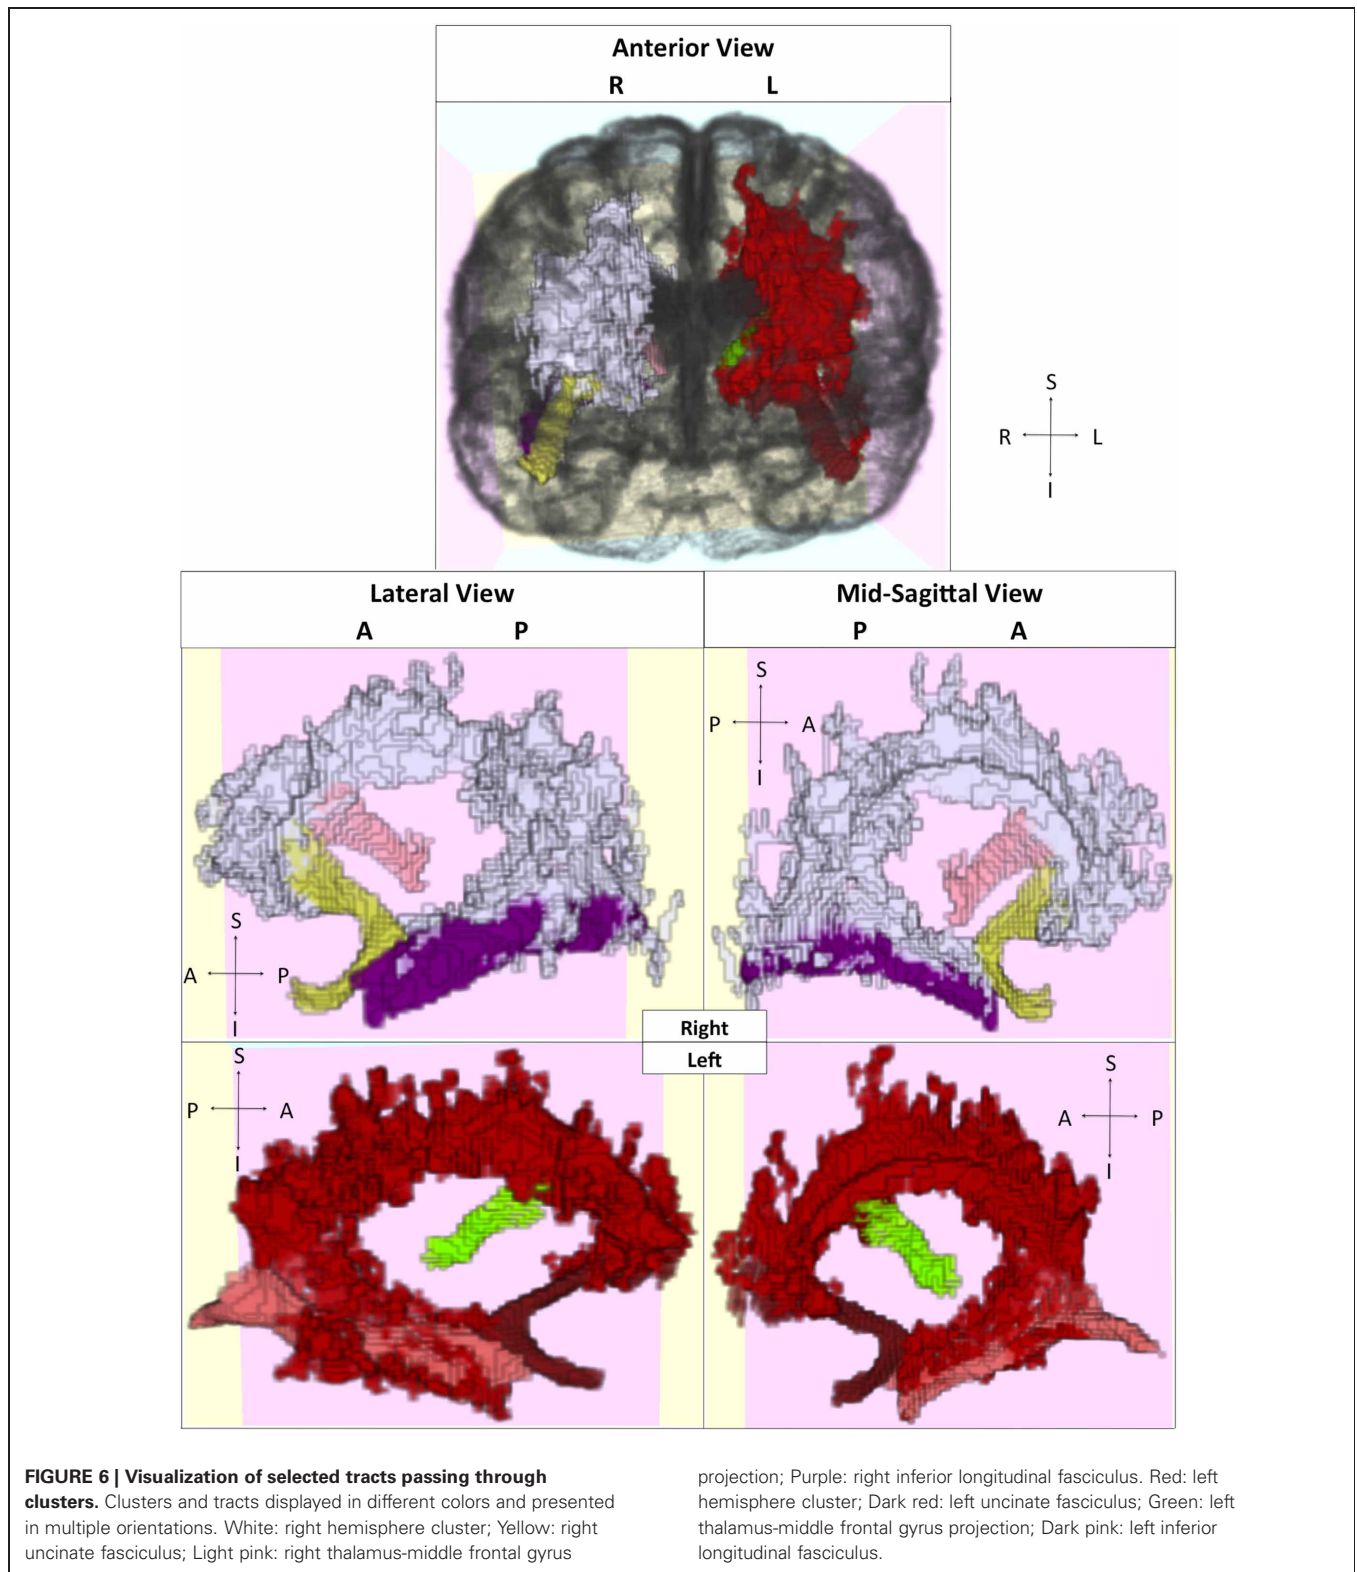 Anterior View
R L
S
R L
I
Lateral View
A P
Mid-Sagittal View
P A
S
A P
I
S
P A
I
Right
Left
S
P A
I
S
A P
I
FIGURE 6 | Visualization of selected tracts passing through
clusters. Clusters and tracts displayed in different colors and presented
in multiple orientations. White: right hemisphere cluster; Yellow: right
uncinate fasciculus; Light pink: right thalamus-middle frontal gyrus
projection; Purple: right inferior longitudinal fasciculus. Red: left
hemisphere cluster; Dark red: left uncinate fasciculus; Green: left
thalamus-middle frontal gyrus projection; Dark pink: left inferior
longitudinal fasciculus.